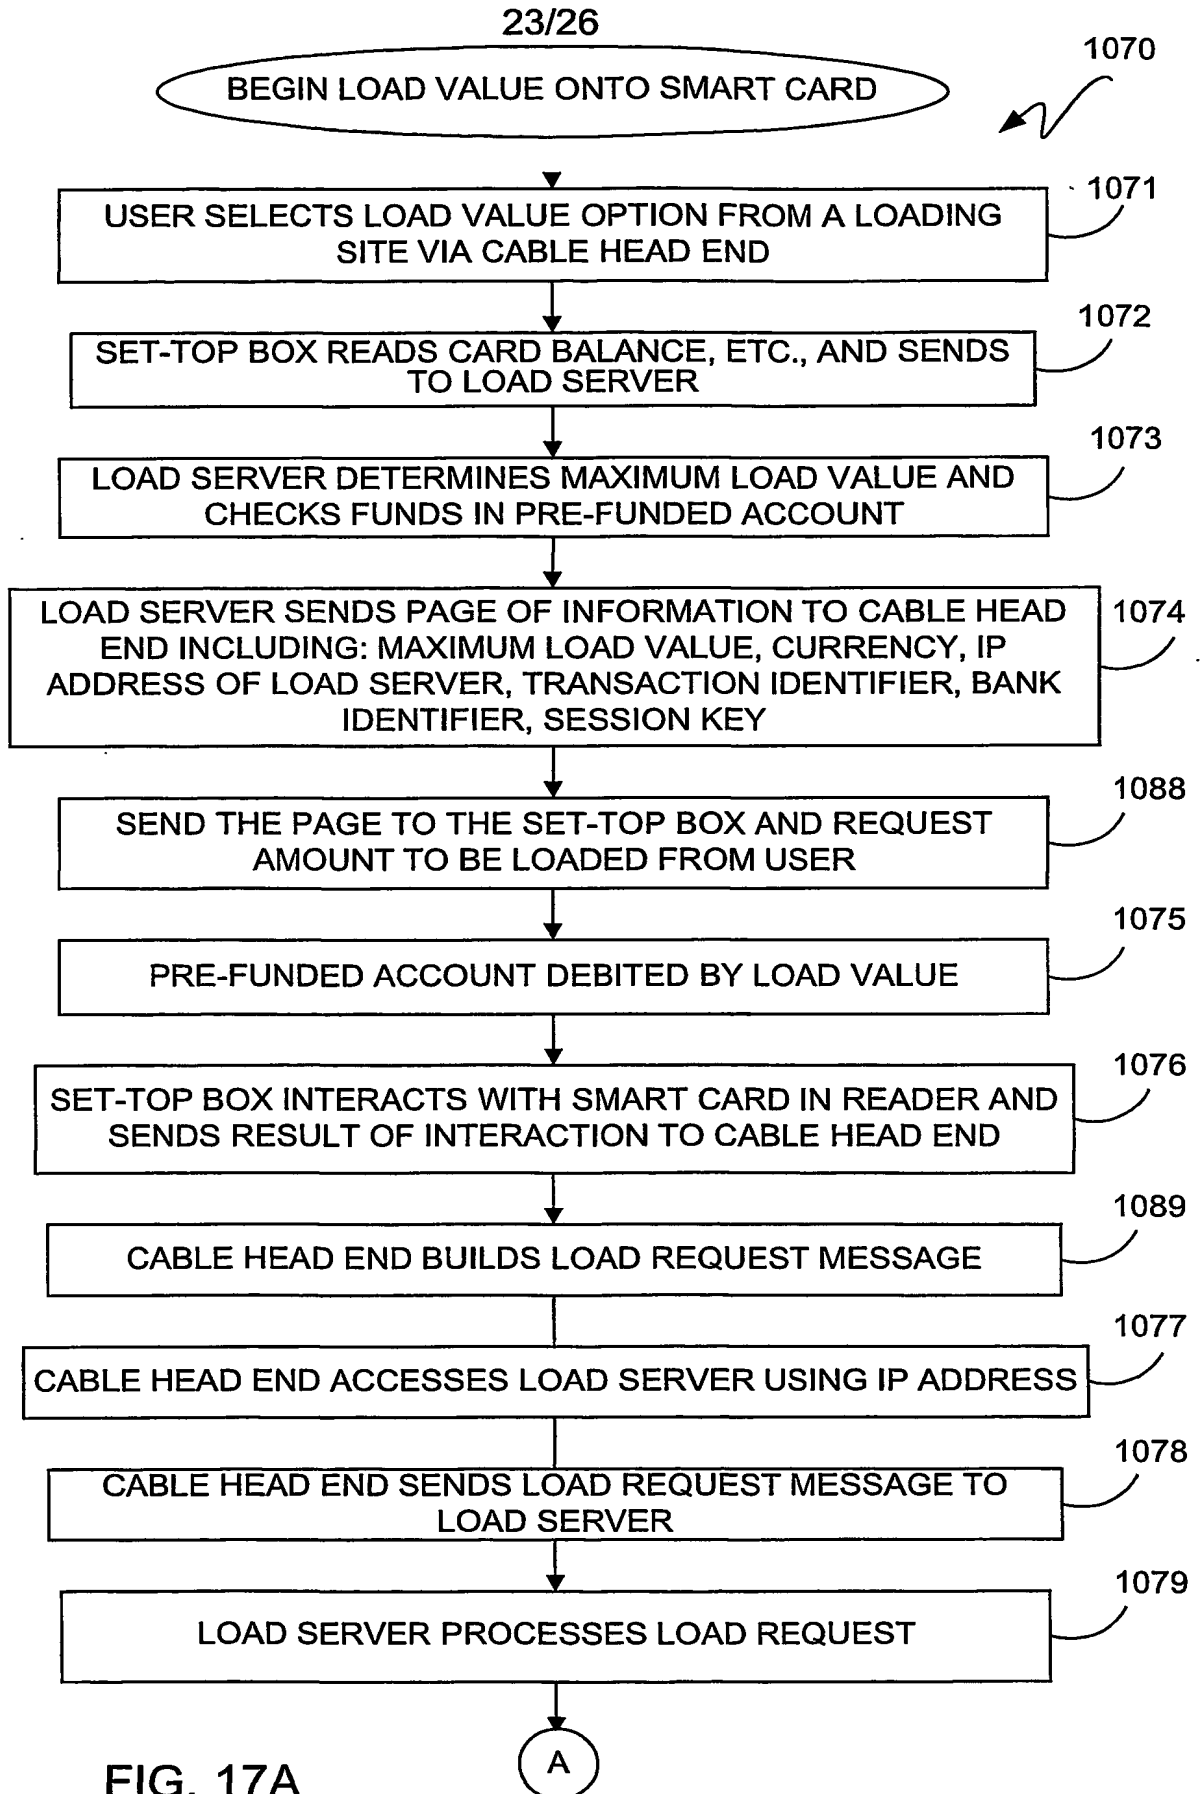 23/26
1070
BEGIN LOAD VALUE ONTO SMART CARD
1071
USER SELECTS LOAD VALUE OPTION FROM A LOADING
SITE VIA CABLE HEAD END
1072
SET-TOP BOX READS CARD BALANCE, ETC., AND SENDS
TO LOAD SERVER
1073
LOAD SERVER DETERMINES MAXIMUM LOAD VALUE AND
CHECKS FUNDS IN PRE-FUNDED ACCOUNT
1074
LOAD SERVER SENDS PAGE OF INFORMATION TO CABLE HEAD
END INCLUDING: MAXIMUM LOAD VALUE, CURRENCY, IP
ADDRESS OF LOAD SERVER, TRANSACTION IDENTIFIER, BANK
IDENTIFIER, SESSION KEY
1088
SEND THE PAGE TO THE SET-TOP BOX AND REQUEST
AMOUNT TO BE LOADED FROM USER
1075
PRE-FUNDED ACCOUNT DEBITED BY LOAD VALUE
1076
SET-TOP BOX INTERACTS WITH SMART CARD IN READER AND
SENDS RESULT OF INTERACTION TO CABLE HEAD END
1089
CABLE HEAD END BUILDS LOAD REQUEST MESSAGE
1077
CABLE HEAD END ACCESSES LOAD SERVER USING IP ADDRESS
1078
CABLE HEAD END SENDS LOAD REQUEST MESSAGE TO
LOAD SERVER
1079
LOAD SERVER PROCESSES LOAD REQUEST
A
FIG. 17A